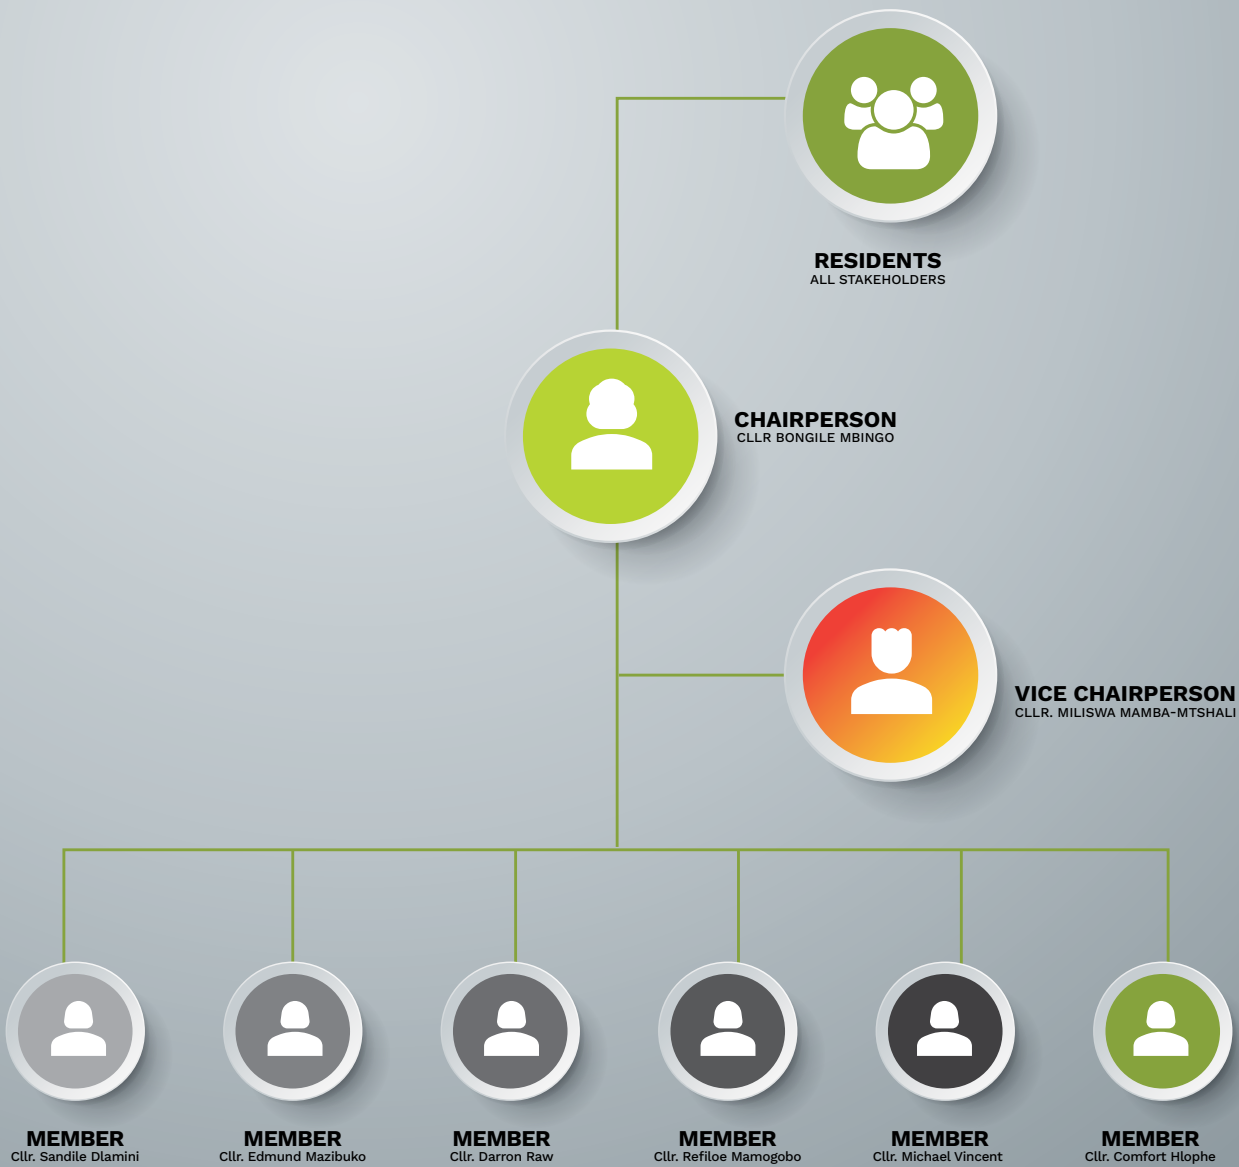 RESIDENTS
ALL STAKEHOLDERS
CHAIRPERSON
CLLR BONGILE MBINGO
VICE CHAIRPERSON
CLLR. MILISWA MAMBA-MTSHALI
MEMBER
Cllr. Sandile Dlamini
MEMBER
Cllr. Edmund Mazibuko
MEMBER
Cllr. Darron Raw
MEMBER
Cllr. Refiloe Mamogobo
MEMBER
Cllr. Michael Vincent
MEMBER
Cllr. Comfort Hlophe